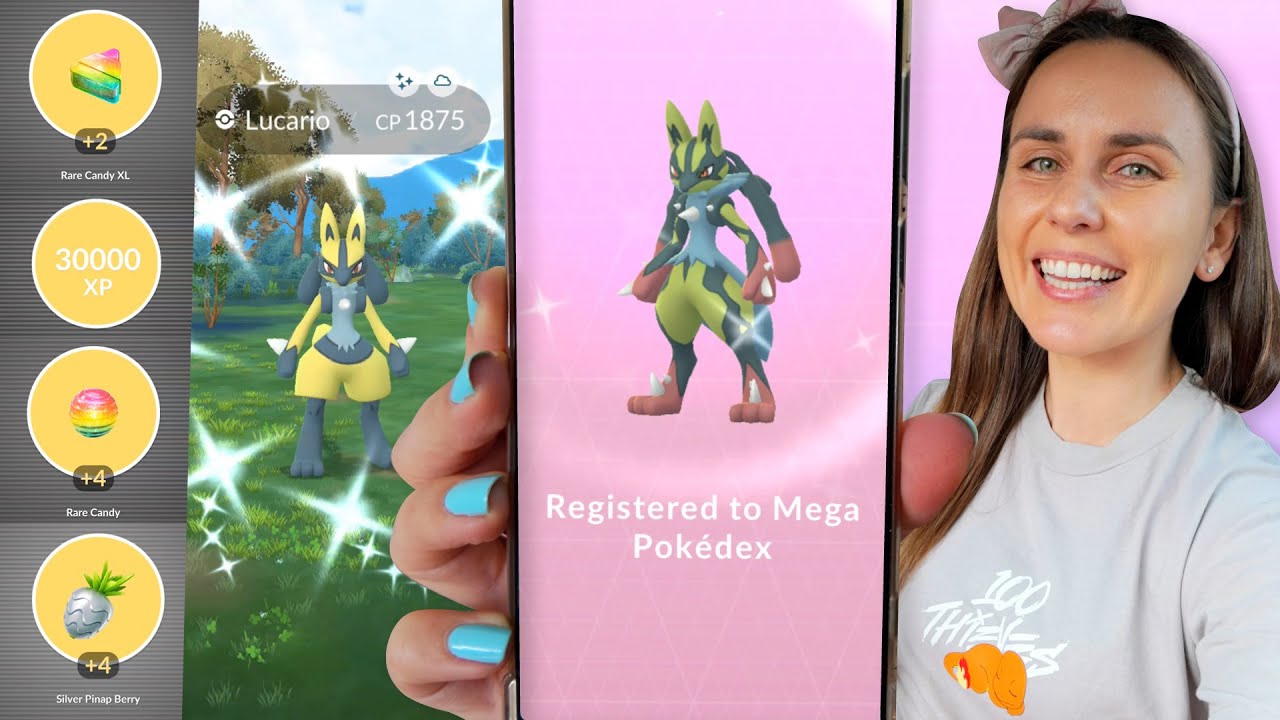 +2
Rare Candy XL
30000
XP
+4
Rare Candy
+4
Silver Pinap Berry
Lucario / CP 1875
Registered to Mega
Pokédex
100
THIEVES